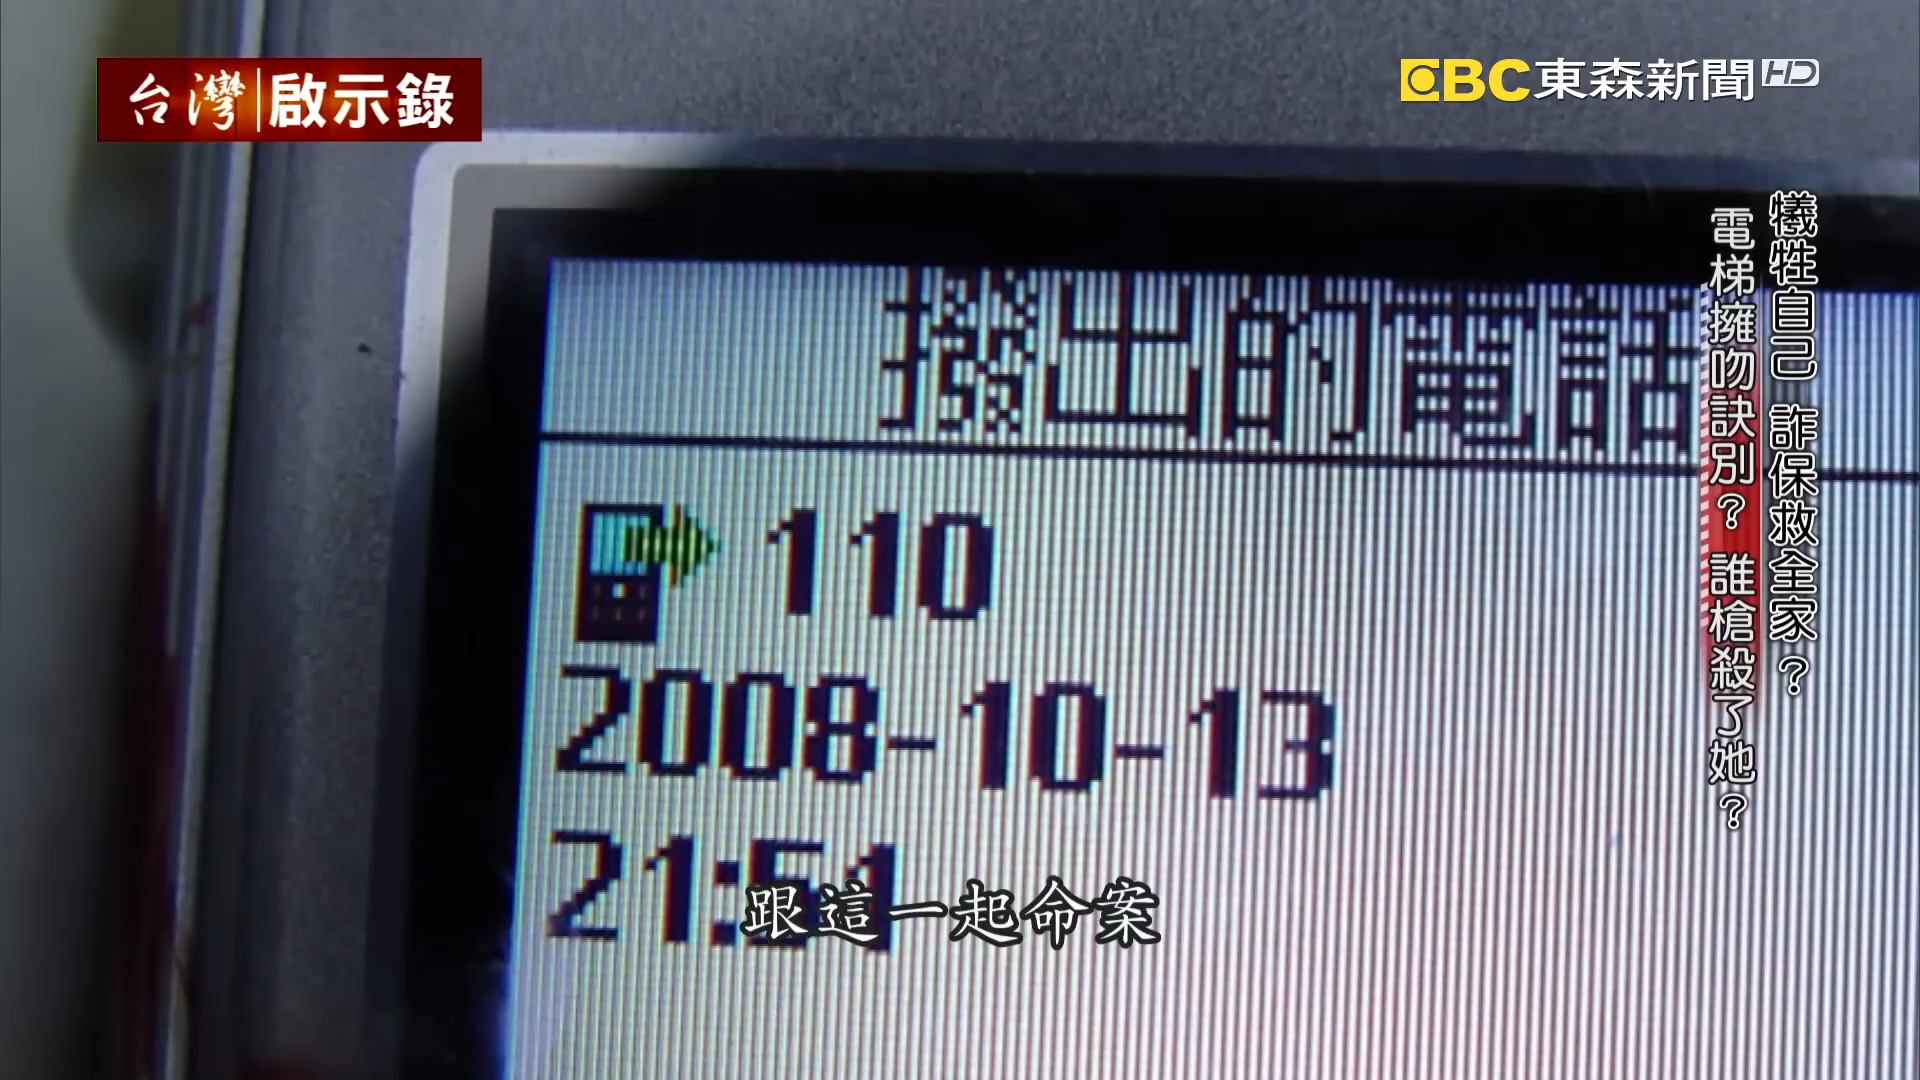 台灣|啟示錄
EBC東森新聞HD
犧牲自己 詐保救全家？
電梯擁吻訣別？ 誰槍殺了她？
撥出的電話
110
2008-10-13
21:51
跟這一起命案